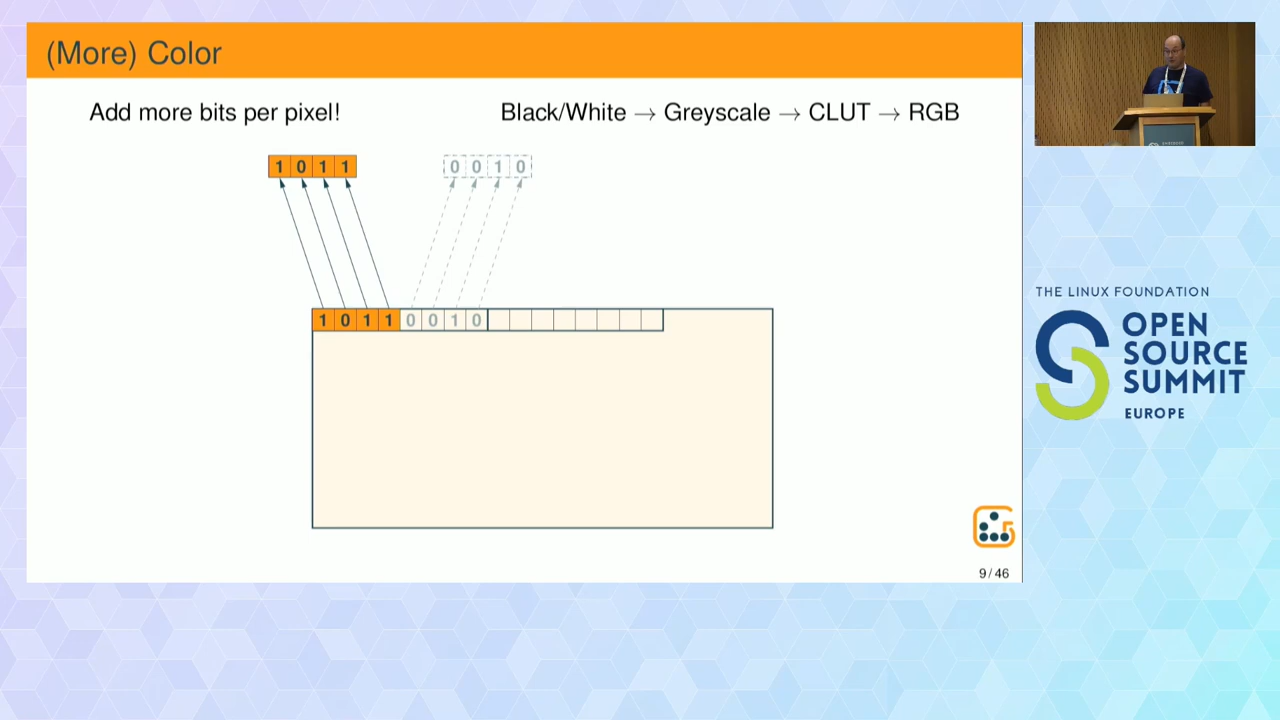 (More) Color
Add more bits per pixel!
Black/White → Greyscale → CLUT → RGB
1 0 1 1
0 0 1 0
1 0 1 1 0 0 1 0
9 / 46
THE LINUX FOUNDATION
OPEN
SOURCE
SUMMIT
EUROPE